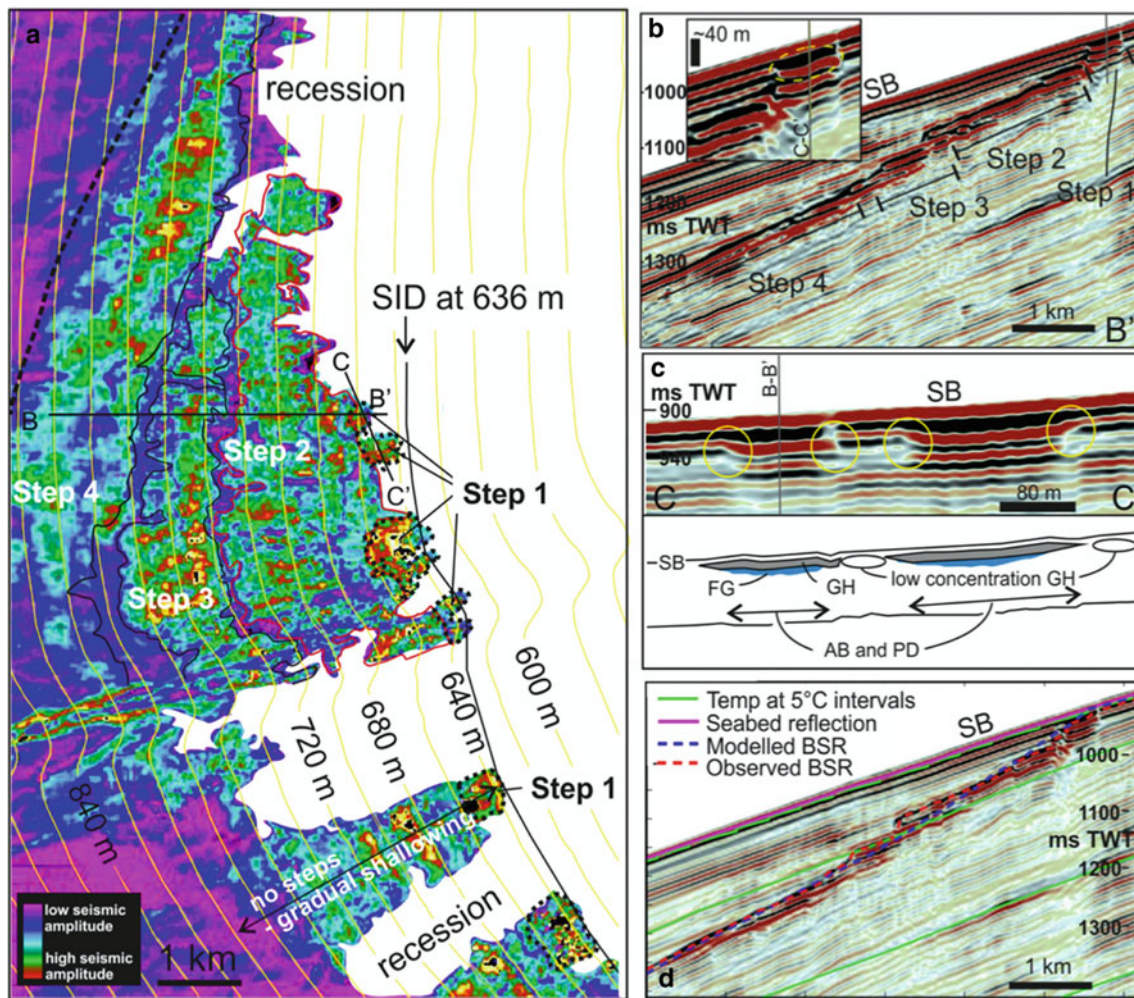 a
recession
SID at 636 m
C
B
B'
Step 2
Step 4
Step 1
C'
Step 3
600 m
640 m
680 m
720 m
840 m
Step 1
no steps
- gradual shallowing
recession
low seismic
amplitude
high seismic
amplitude
1 km
b
~40 m
SB
C-C'
1000
1100
1200
ms TWT
1300
Step 2
Step 1
Step 3
Step 4
1 km
B'
c
ms TWT
B-B'
SB
900
940
C
80 m
C
SB
FG
GH
low concentration GH
AB and PD
Temp at 5°C intervals
Seabed reflection
Modelled BSR
Observed BSR
SB
1000
1100
ms TWT
1200
1300
d
1 km